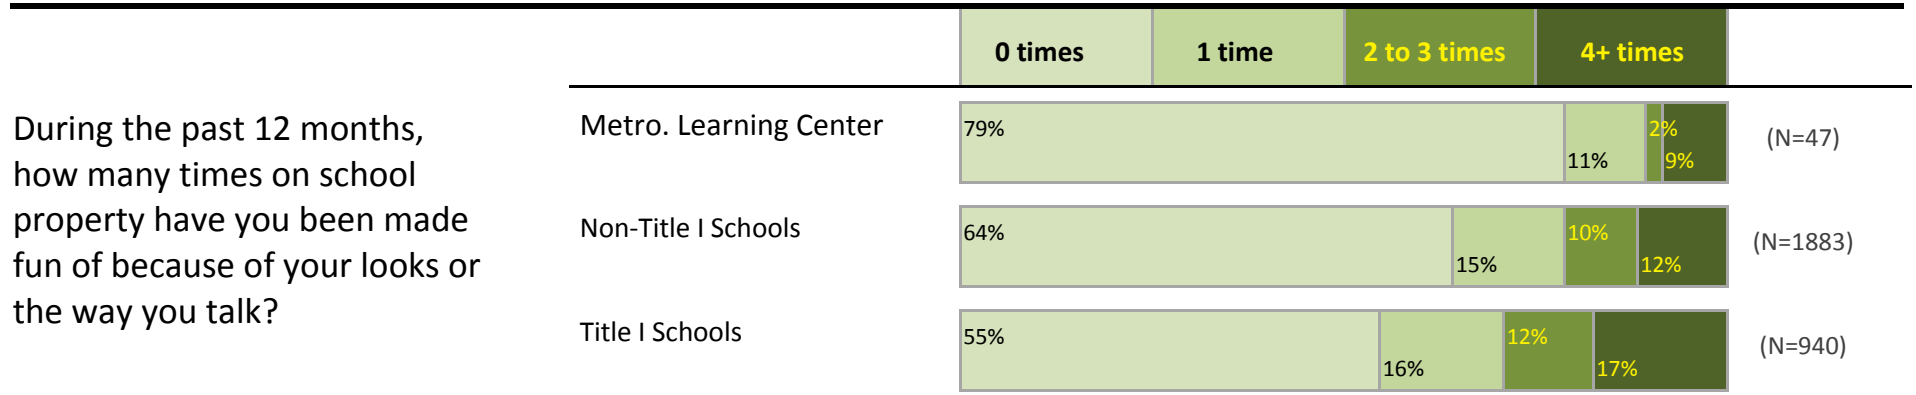 0 times 1 time 2 to 3 times 4+ times
During the past 12 months,
how many times on school
property have you been made
fun of because of your looks or
the way you talk?
Metro. Learning Center 79% 11% 2% 9% (N=47)
Non-Title I Schools 64% 15% 10% 12% (N=1883)
Title I Schools 55% 16% 12% 17% (N=940)